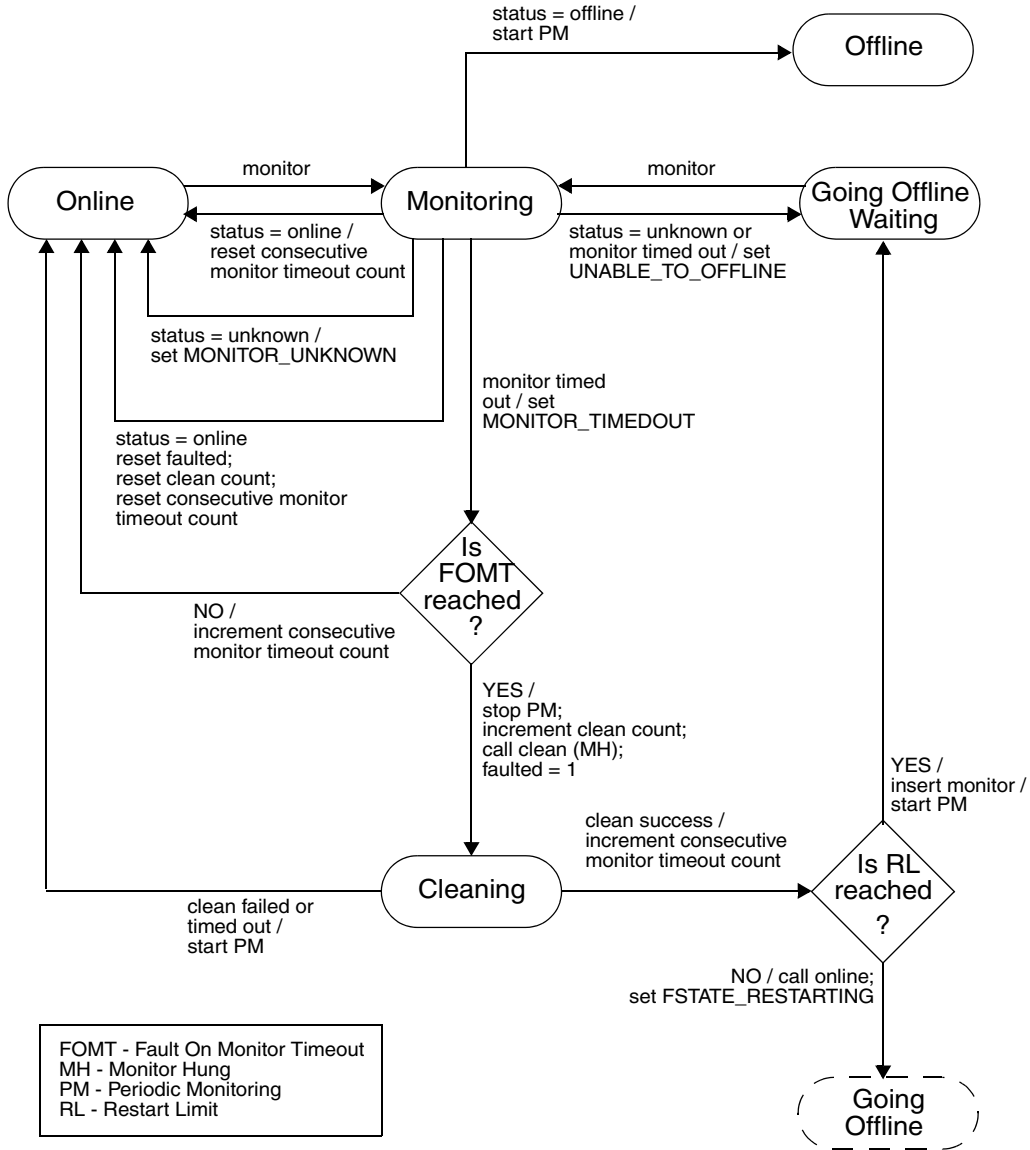 status = offline /
start PM
Offline
Online
monitor
Monitoring
monitor
Going Offline
Waiting
status = online /
reset consecutive
monitor timeout count
status = unknown or
monitor timed out / set
UNABLE_TO_OFFLINE
status = unknown /
set MONITOR_UNKNOWN
monitor timed
out / set
MONITOR_TIMEDOUT
status = online
reset faulted;
reset clean count;
reset consecutive monitor
timeout count
Is
FOMT
reached
?
NO /
increment consecutive
monitor timeout count
YES /
stop PM;
increment clean count;
call clean (MH);
faulted = 1
YES /
insert monitor /
start PM
clean success /
increment consecutive
monitor timeout count
Cleaning
Is RL
reached
?
clean failed or
timed out /
start PM
NO / call online;
set FSTATE_RESTARTING
FOMT - Fault On Monitor Timeout
MH - Monitor Hung
PM - Periodic Monitoring
RL - Restart Limit
Going
Offline